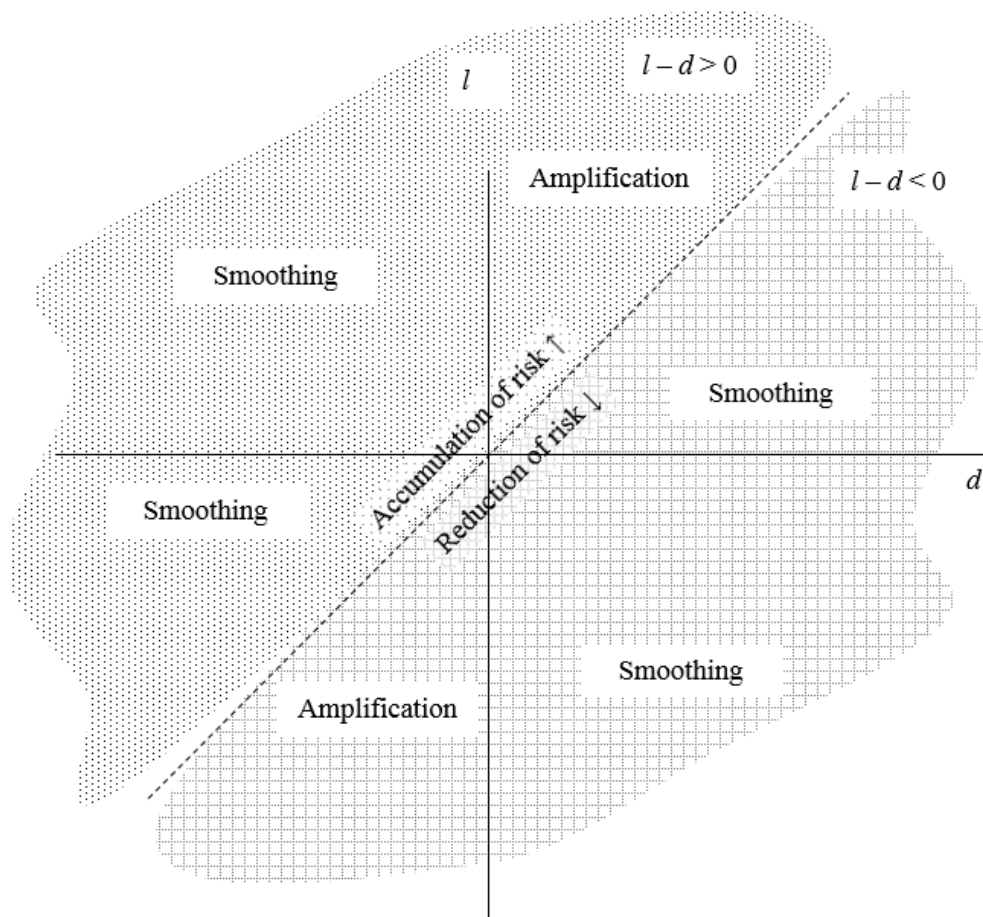 l
l – d > 0
Amplification
l – d < 0
Smoothing
Accumulation of risk ↑
Reduction of risk ↓
Smoothing
d
Smoothing
Smoothing
Amplification